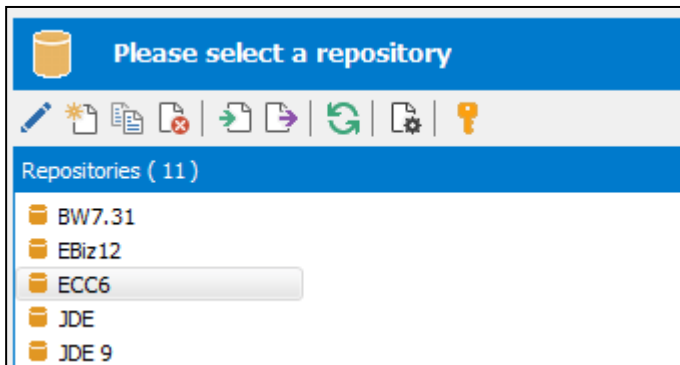 Please select a repository
Repositories ( 11 )
BW7.31
EBiz12
ECC6
JDE
JDE 9